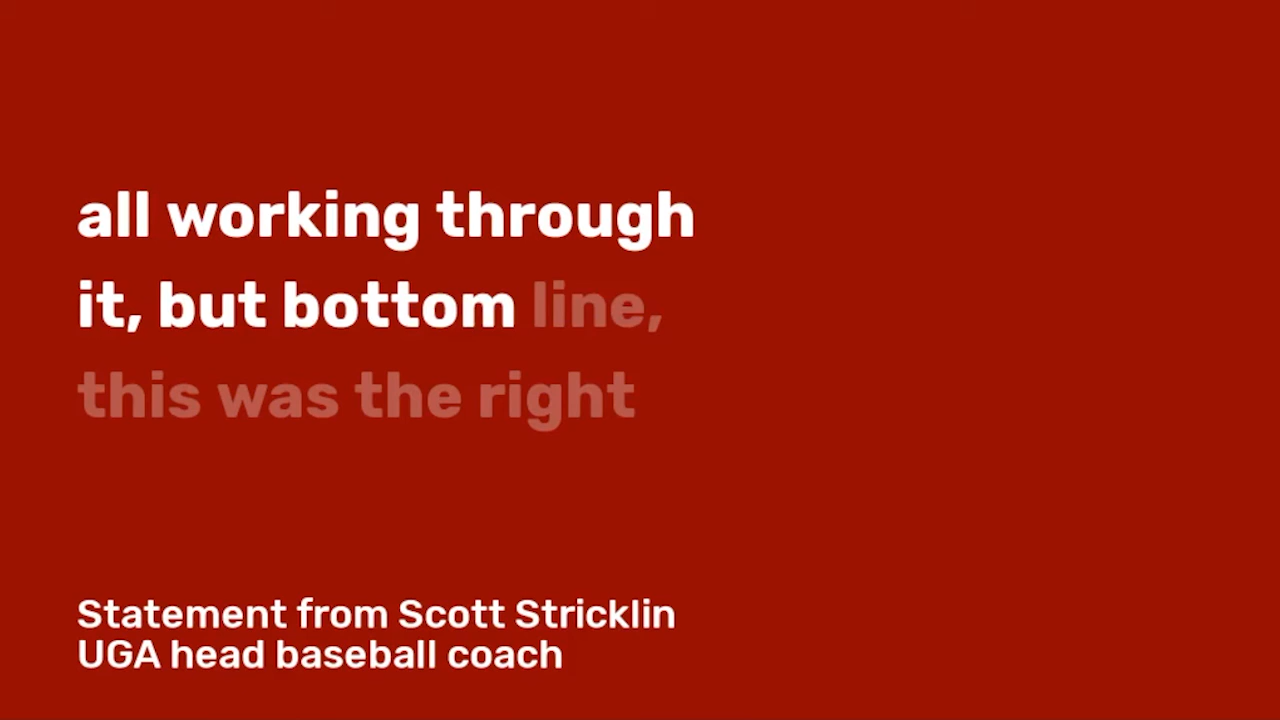 all working through
it, but bottom line,
this was the right
Statement from Scott Stricklin
UGA head baseball coach